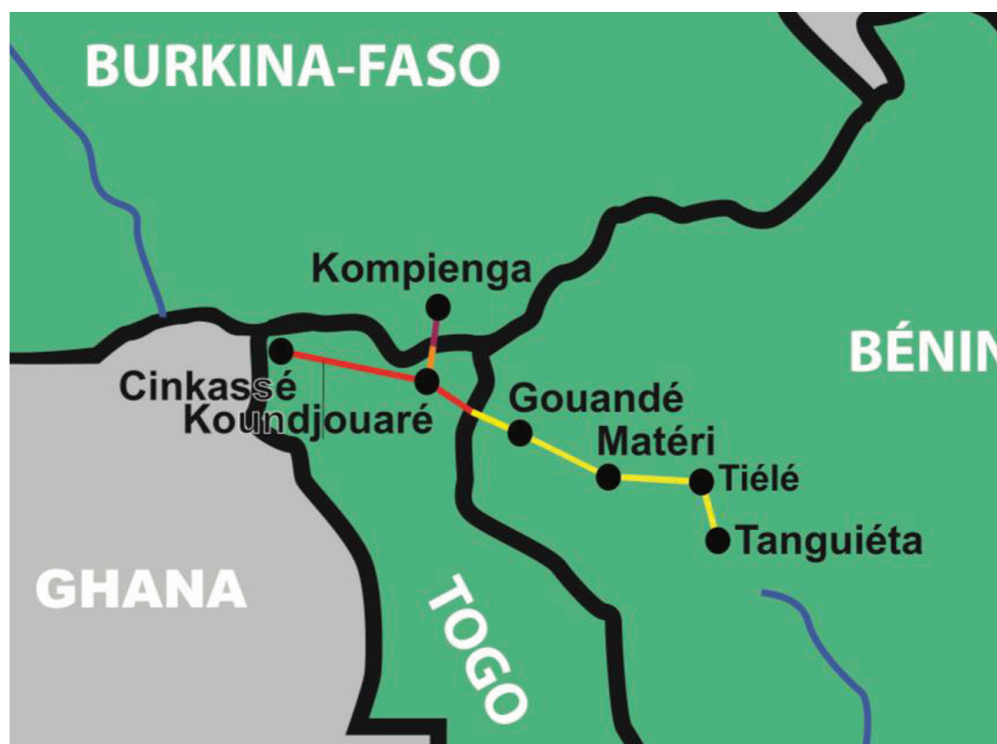 BURKINA-FASO
Kompienga
BÉNIN
Cinkassé
Koundjouaré
Gouandé
Matéri
Tiélé
Tanguiéta
GHANA
TOGO